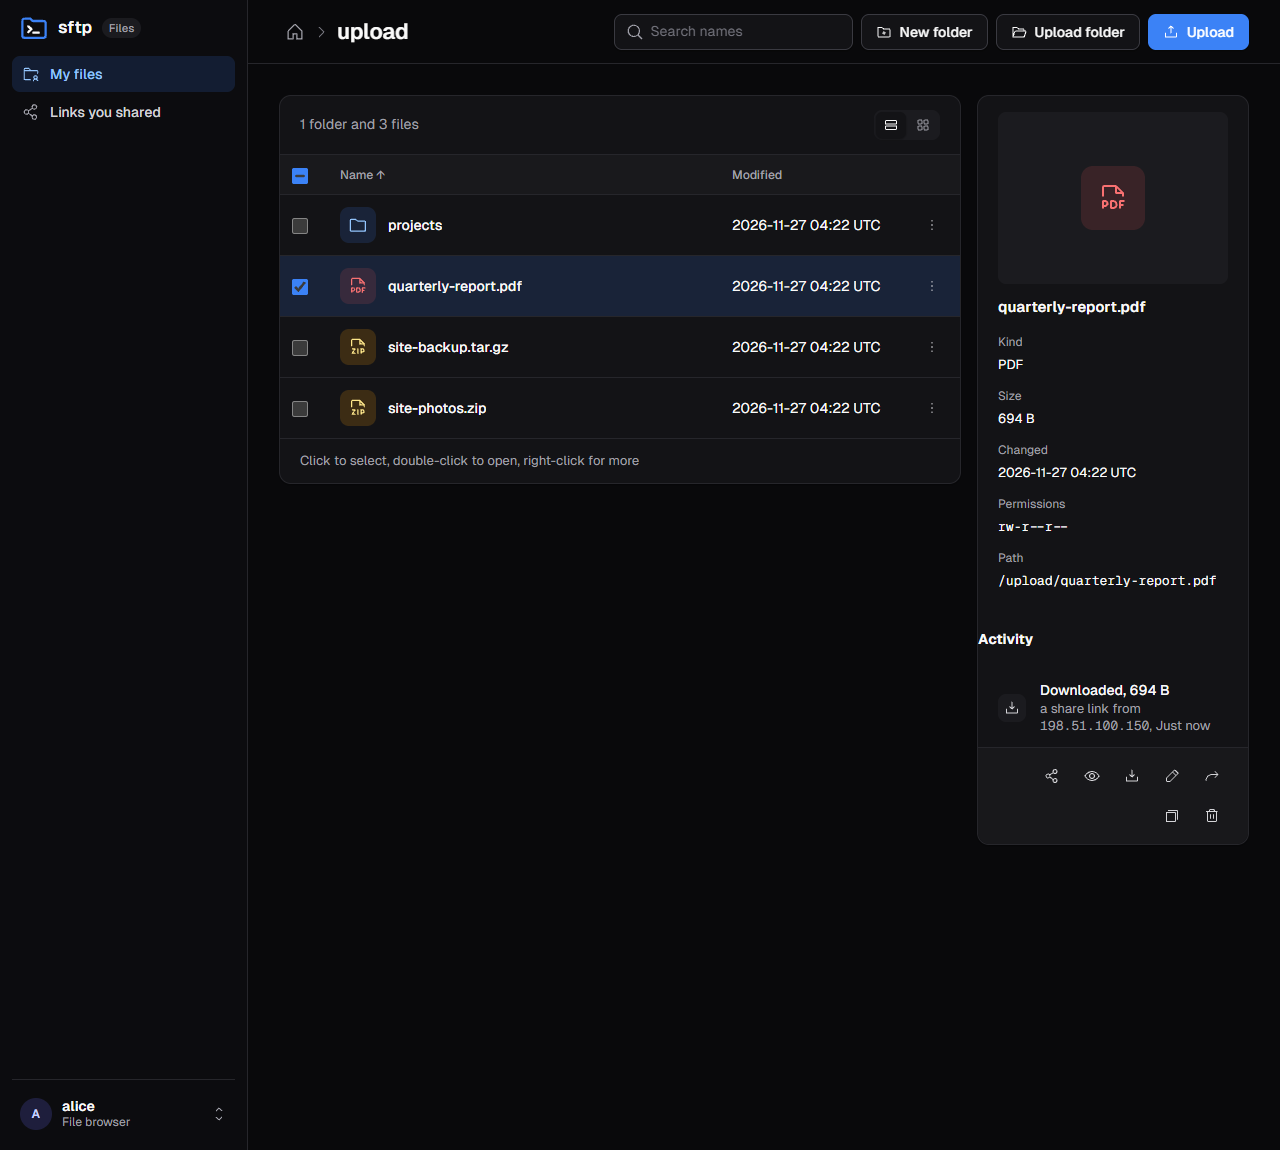 sftp Files
My files
Links you shared
alice
File browser
upload
Search names
New folder
Upload folder
Upload
1 folder and 3 files
Name Modified
projects 2026-11-27 04:22 UTC
PDF quarterly-report.pdf 2026-11-27 04:22 UTC
ZIP site-backup.tar.gz 2026-11-27 04:22 UTC
ZIP site-photos.zip 2026-11-27 04:22 UTC
Click to select, double-click to open, right-click for more
PDF
quarterly-report.pdf
Kind
PDF
Size
694 B
Changed
2026-11-27 04:22 UTC
Permissions
rw-r--r--
Path
/upload/quarterly-report.pdf
Activity
Downloaded, 694 B
a share link from
198.51.100.150, Just now
A